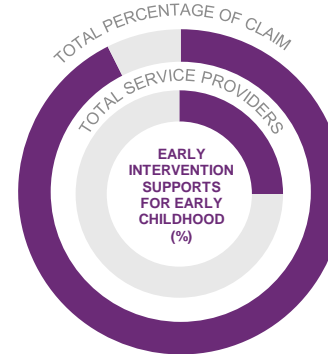 TOTAL PERCENTAGE OF CLAIM
TOTAL SERVICE PROVIDERS
EARLY
INTERVENTION
SUPPORTS
FOR EARLY
CHILDHOOD
(%)